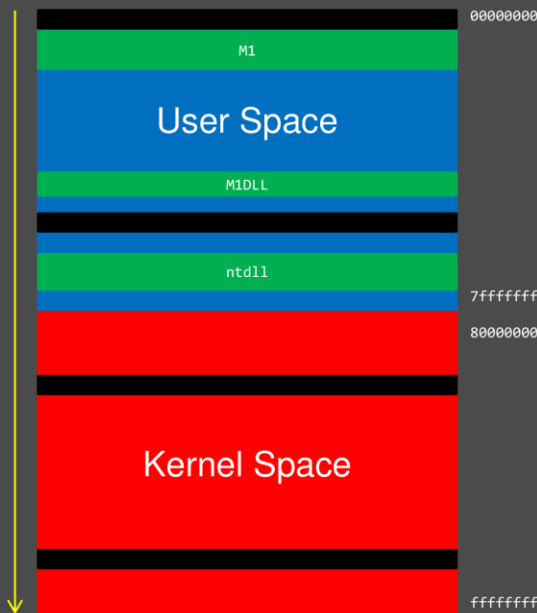 00000000
M1
User Space
M1DLL
ntdll
7fffffff
80000000
Kernel Space
ffffffff